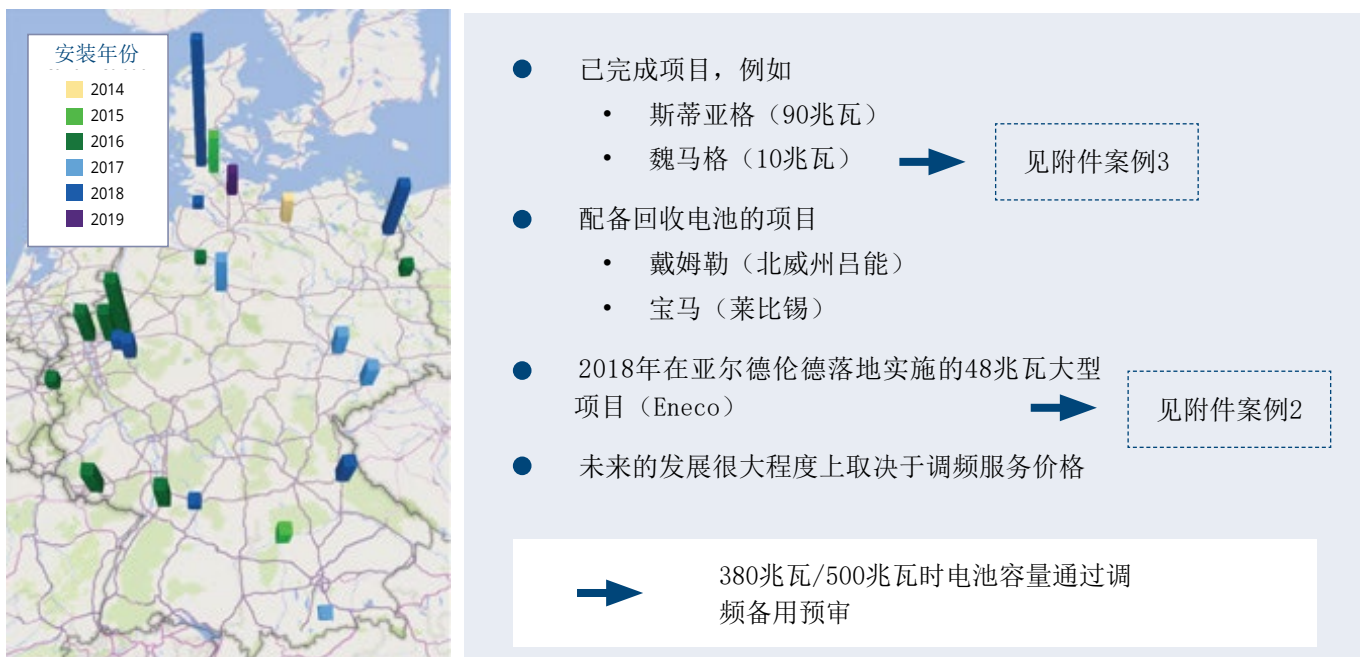 安装年份
2014
2015
2016
2017
2018
2019
● 已完成项目，例如
• 斯蒂亚格（90兆瓦）
• 魏马格（10兆瓦）
见附件案例3
● 配备回收电池的项目
• 戴姆勒（北威州吕能）
• 宝马（莱比锡）
● 2018年在亚尔德伦德落地实施的48兆瓦大型
项目（Eneco）
见附件案例2
● 未来的发展很大程度上取决于调频服务价格
380兆瓦/500兆瓦时电池容量通过调
频备用预审